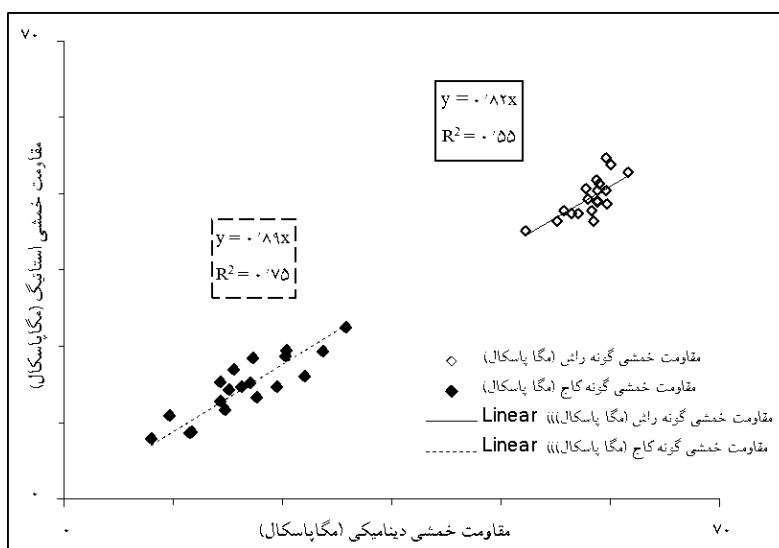 ۷۰
مقاومت خمشی استاتیک (مگاپاسکال)
y = ۰٬۸۲x
R² = ۰٬۵۵
y = ۰٬۸۹x
R² = ۰٬۷۵
مقاومت خمشی گونه راش (مگا پاسکال)
مقاومت خمشی گونه کاج (مگا پاسکال)
Linear (((مقاومت خمشی گونه راش (مگا پاسکال
Linear (((مقاومت خمشی گونه کاج (مگا پاسکال
۰
۰
۷۰
مقاومت خمشی دینامیکی (مگاپاسکال)